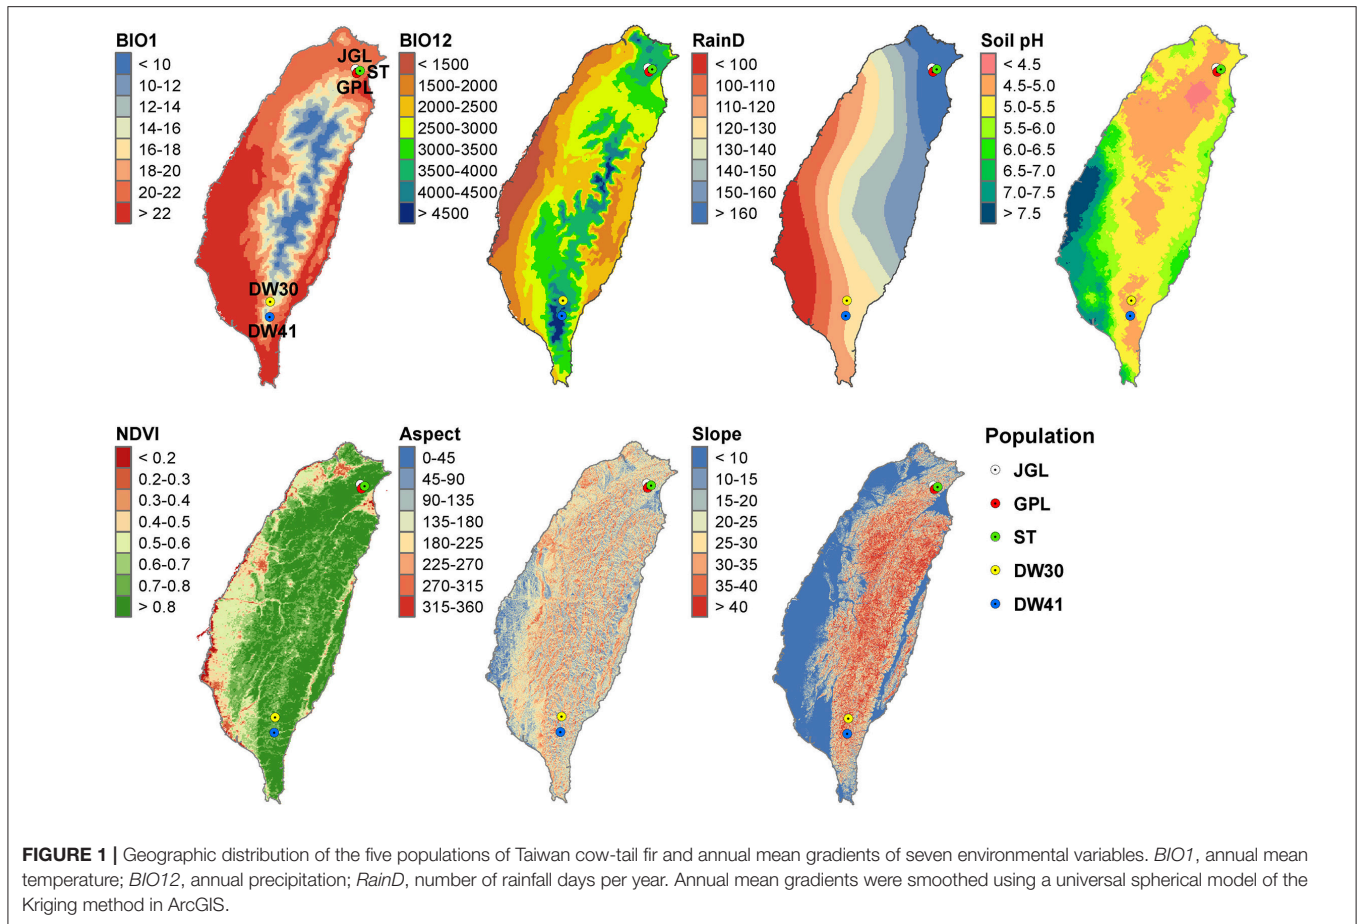 BIO1
< 10
10-12
12-14
14-16
16-18
18-20
20-22
> 22
JGL
ST
GPL
DW30
DW41
BIO12
< 1500
1500-2000
2000-2500
2500-3000
3000-3500
3500-4000
4000-4500
> 4500
RainD
< 100
100-110
110-120
120-130
130-140
140-150
150-160
> 160
Soil pH
< 4.5
4.5-5.0
5.0-5.5
5.5-6.0
6.0-6.5
6.5-7.0
7.0-7.5
> 7.5
NDVI
< 0.2
0.2-0.3
0.3-0.4
0.4-0.5
0.5-0.6
0.6-0.7
0.7-0.8
> 0.8
Aspect
0-45
45-90
90-135
135-180
180-225
225-270
270-315
315-360
Slope
< 10
10-15
15-20
20-25
25-30
30-35
35-40
> 40
Population
JGL
GPL
ST
DW30
DW41
FIGURE 1 | Geographic distribution of the five populations of Taiwan cow-tail fir and annual mean gradients of seven environmental variables. BIO1, annual mean
temperature; BIO12, annual precipitation; RainD, number of rainfall days per year. Annual mean gradients were smoothed using a universal spherical model of the
Kriging method in ArcGIS.